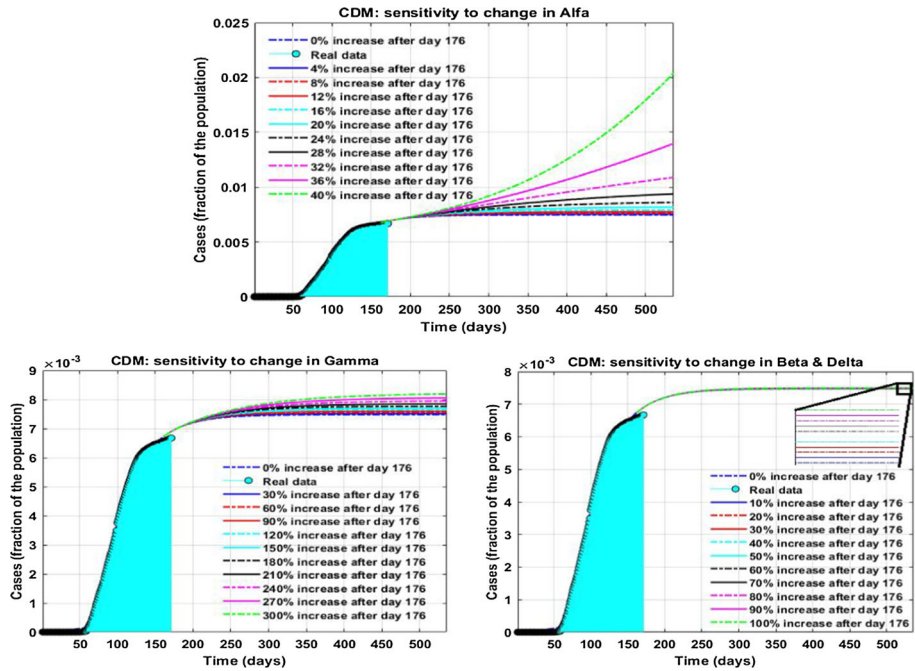 CDM: sensitivity to change in Alfa
0.025
0.02
0.015
0.01
0.005
0
Cases (fraction of the population)
0% increase after day 176
Real data
4% increase after day 176
8% increase after day 176
12% increase after day 176
16% increase after day 176
20% increase after day 176
24% increase after day 176
28% increase after day 176
32% increase after day 176
36% increase after day 176
40% increase after day 176
50 100 150 200 250 300 350 400 450 500
Time (days)
CDM: sensitivity to change in Gamma
×10⁻³
9
8
7
6
5
4
3
2
1
0
Cases (fraction of the population)
0% increase after day 176
Real data
30% increase after day 176
60% increase after day 176
90% increase after day 176
120% increase after day 176
150% increase after day 176
180% increase after day 176
210% increase after day 176
240% increase after day 176
270% increase after day 176
300% increase after day 176
50 100 150 200 250 300 350 400 450 500
Time (days)
CDM: sensitivity to change in Beta & Delta
×10⁻³
8
7
6
5
4
3
2
1
0
Cases (fraction of the population)
0% increase after day 176
Real data
10% increase after day 176
20% increase after day 176
30% increase after day 176
40% increase after day 176
50% increase after day 176
60% increase after day 176
70% increase after day 176
80% increase after day 176
90% increase after day 176
100% increase after day 176
50 100 150 200 250 300 350 400 450 500
Time (days)